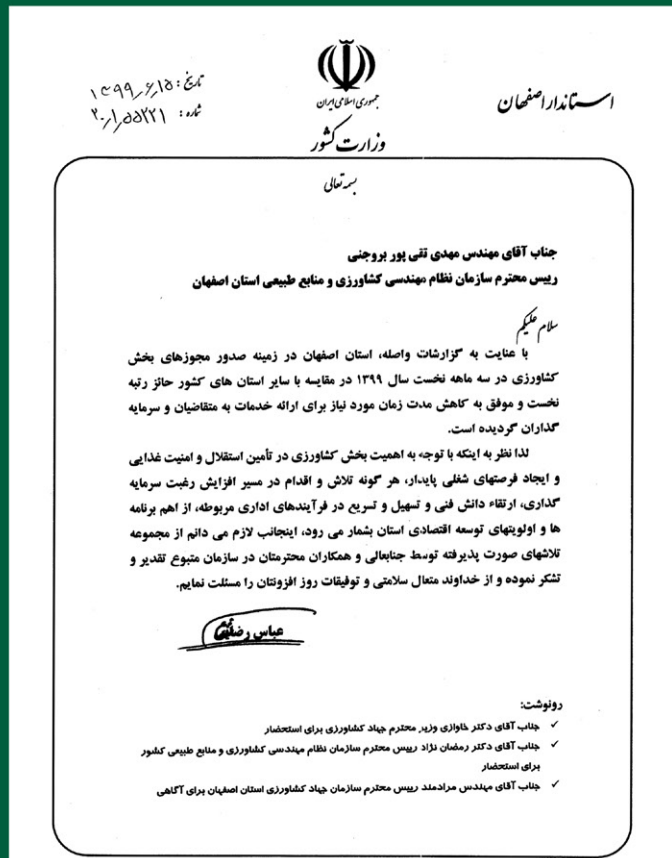 استاندار اصفهان
جمهوری اسلامی ایران
وزارت کشور
تاریخ: ۱۳۹۹٫۶٫۱۵
شماره: ۲۰٫۱٫۵۵۲۲۱
بسمه تعالی
جناب آقای مهندس مهدی تقی پور بروجنی
رییس محترم سازمان نظام مهندسی کشاورزی و منابع طبیعی استان اصفهان
سلام علیکم
با عنایت به گزارشات واصله، استان اصفهان در زمینه صدور مجوزهای بخش
کشاورزی در سه ماهه نخست سال ۱۳۹۹ در مقایسه با سایر استان های کشور حائز رتبه
نخست و موفق به کاهش مدت زمان مورد نیاز برای ارائه خدمات به متقاضیان و سرمایه
گذاران گردیده است.
لذا نظر به اینکه با توجه به اهمیت بخش کشاورزی در تأمین استقلال و امنیت غذایی
و ایجاد فرصتهای شغلی پایدار، هر گونه تلاش و اقدام در مسیر افزایش رغبت سرمایه
گذاری، ارتقاء دانش فنی و تسهیل و تسریع در فرآیندهای اداری مربوطه، از اهم برنامه
ها و اولویتهای توسعه اقتصادی استان بشمار می رود، اینجانب لازم می دانم از مجموعه
تلاشهای صورت پذیرفته توسط جنابعالی و همکاران محترمتان در سازمان متبوع تقدیر و
تشکر نموده و از خداوند متعال سلامتی و توفیقات روز افزونتان را مسئلت نمایم.
عباس رضایی
رونوشت:
✓ جناب آقای دکتر خاوازی وزیر محترم جهاد کشاورزی برای استحضار
✓ جناب آقای دکتر رمضان نژاد رییس محترم سازمان نظام مهندسی کشاورزی و منابع طبیعی کشور
برای استحضار
✓ جناب آقای مهندس مرادمند رییس محترم سازمان جهاد کشاورزی استان اصفهان برای آگاهی